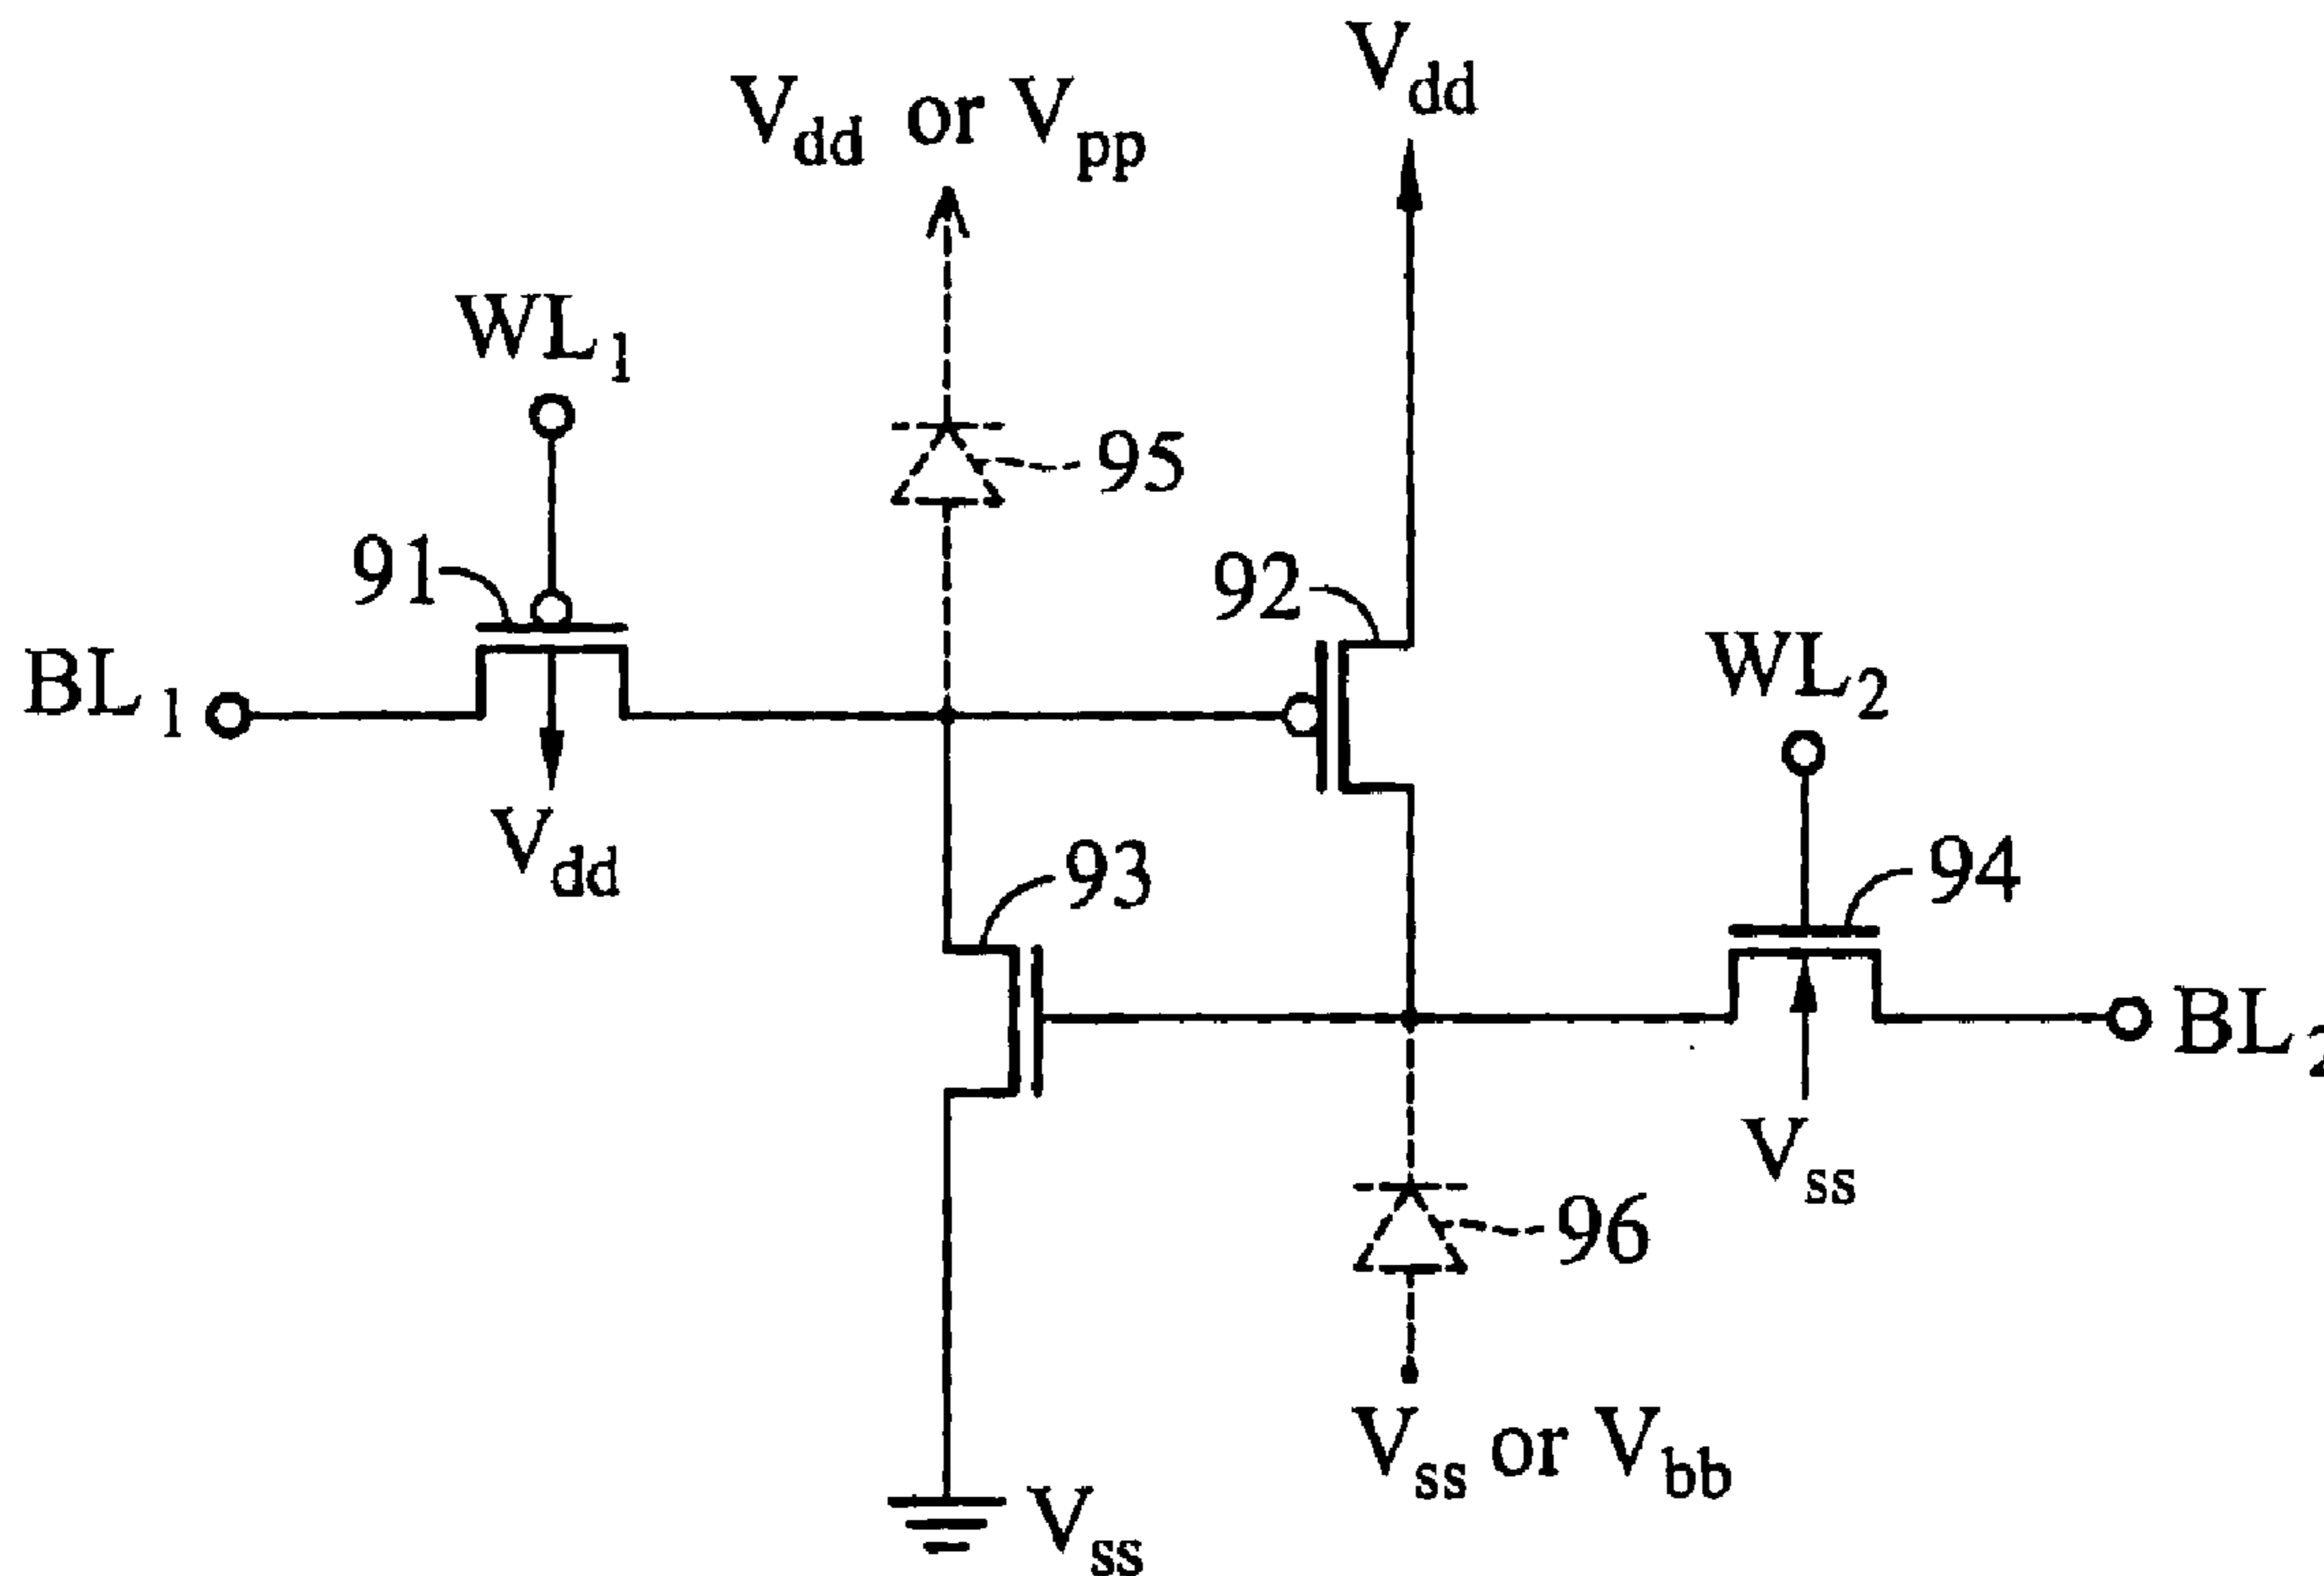 Vdd
Vdd or Vpp
WL1
95
91
92
BL1
WL2
Vdd
93
94
BL2
Vss
96
Vss or Vbb
Vss